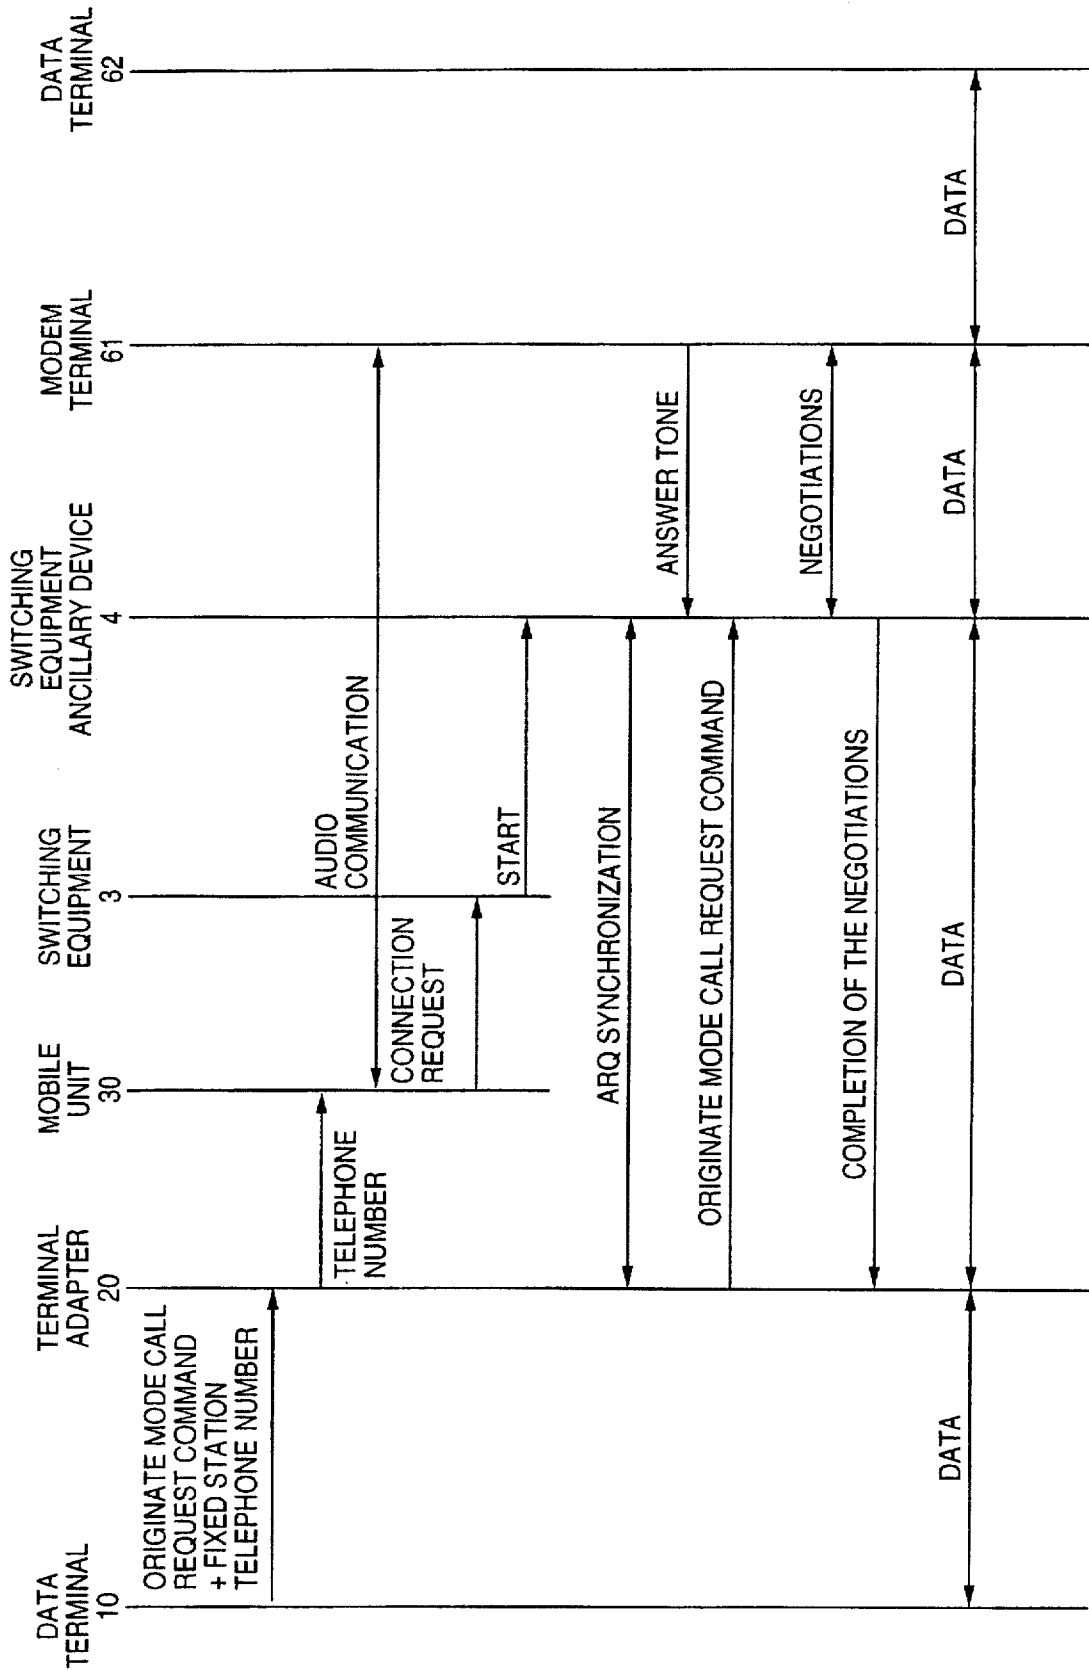 DATA
TERMINAL
10
TERMINAL
ADAPTER
20
MOBILE
UNIT
30
SWITCHING
EQUIPMENT
3
SWITCHING
EQUIPMENT
ANCILLARY DEVICE
4
MODEM
TERMINAL
61
DATA
TERMINAL
62
ORIGINATE MODE CALL
REQUEST COMMAND
+ FIXED STATION
TELEPHONE NUMBER
TELEPHONE
NUMBER
AUDIO
COMMUNICATION
CONNECTION
REQUEST
START
ARQ SYNCHRONIZATION
ANSWER TONE
ORIGINATE MODE CALL REQUEST COMMAND
NEGOTIATIONS
COMPLETION OF THE NEGOTIATIONS
DATA
DATA
DATA
DATA